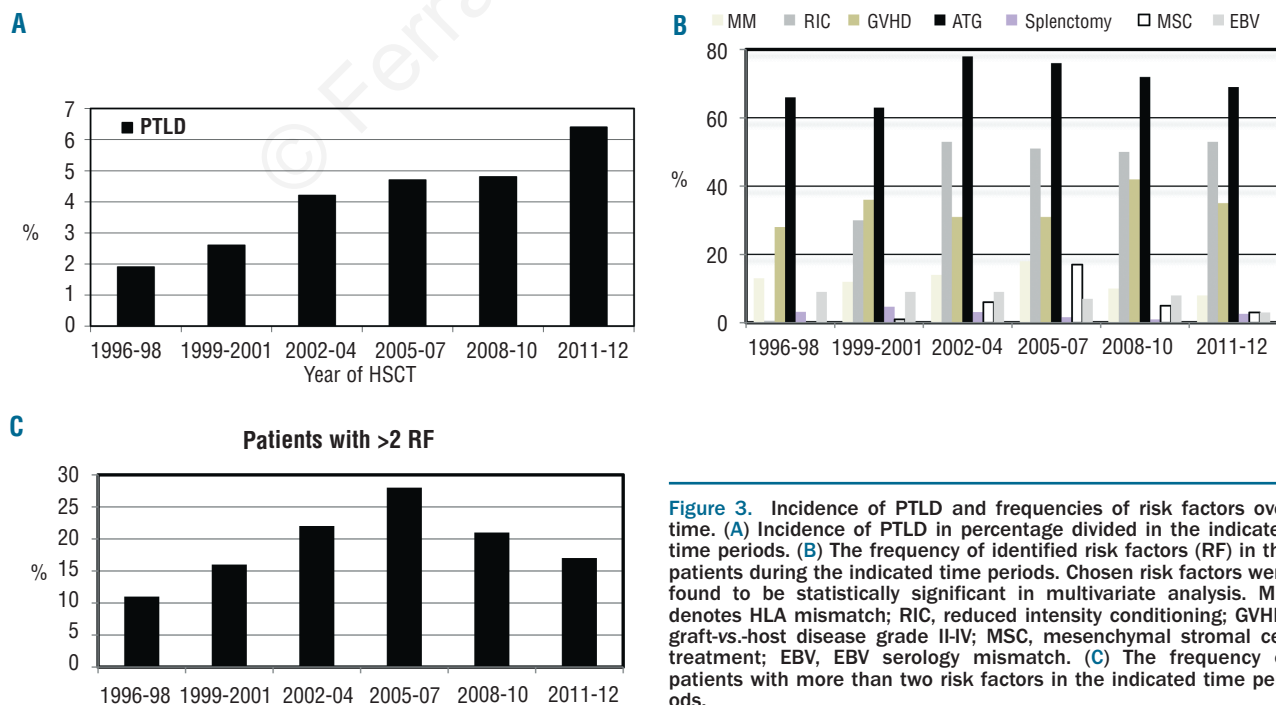 A
© Ferra
7
6
5
4
3
2
1
0
%
PTLD
1996-98 1999-2001 2002-04 2005-07 2008-10 2011-12
Year of HSCT
B
MM RIC GVHD ATG Splenectomy MSC EBV
80
60
40
20
0
%
1996-98 1999-2001 2002-04 2005-07 2008-10 2011-12
C
Patients with >2 RF
30
25
20
15
10
5
0
%
1996-98 1999-2001 2002-04 2005-07 2008-10 2011-12
Figure 3. Incidence of PTLD and frequencies of risk factors ove
time. (A) Incidence of PTLD in percentage divided in the indicate
time periods. (B) The frequency of identified risk factors (RF) in th
patients during the indicated time periods. Chosen risk factors wer
found to be statistically significant in multivariate analysis. M
denotes HLA mismatch; RIC, reduced intensity conditioning; GVH
graft-vs.-host disease grade II-IV; MSC, mesenchymal stromal ce
treatment; EBV, EBV serology mismatch. (C) The frequency o
patients with more than two risk factors in the indicated time per
ods.